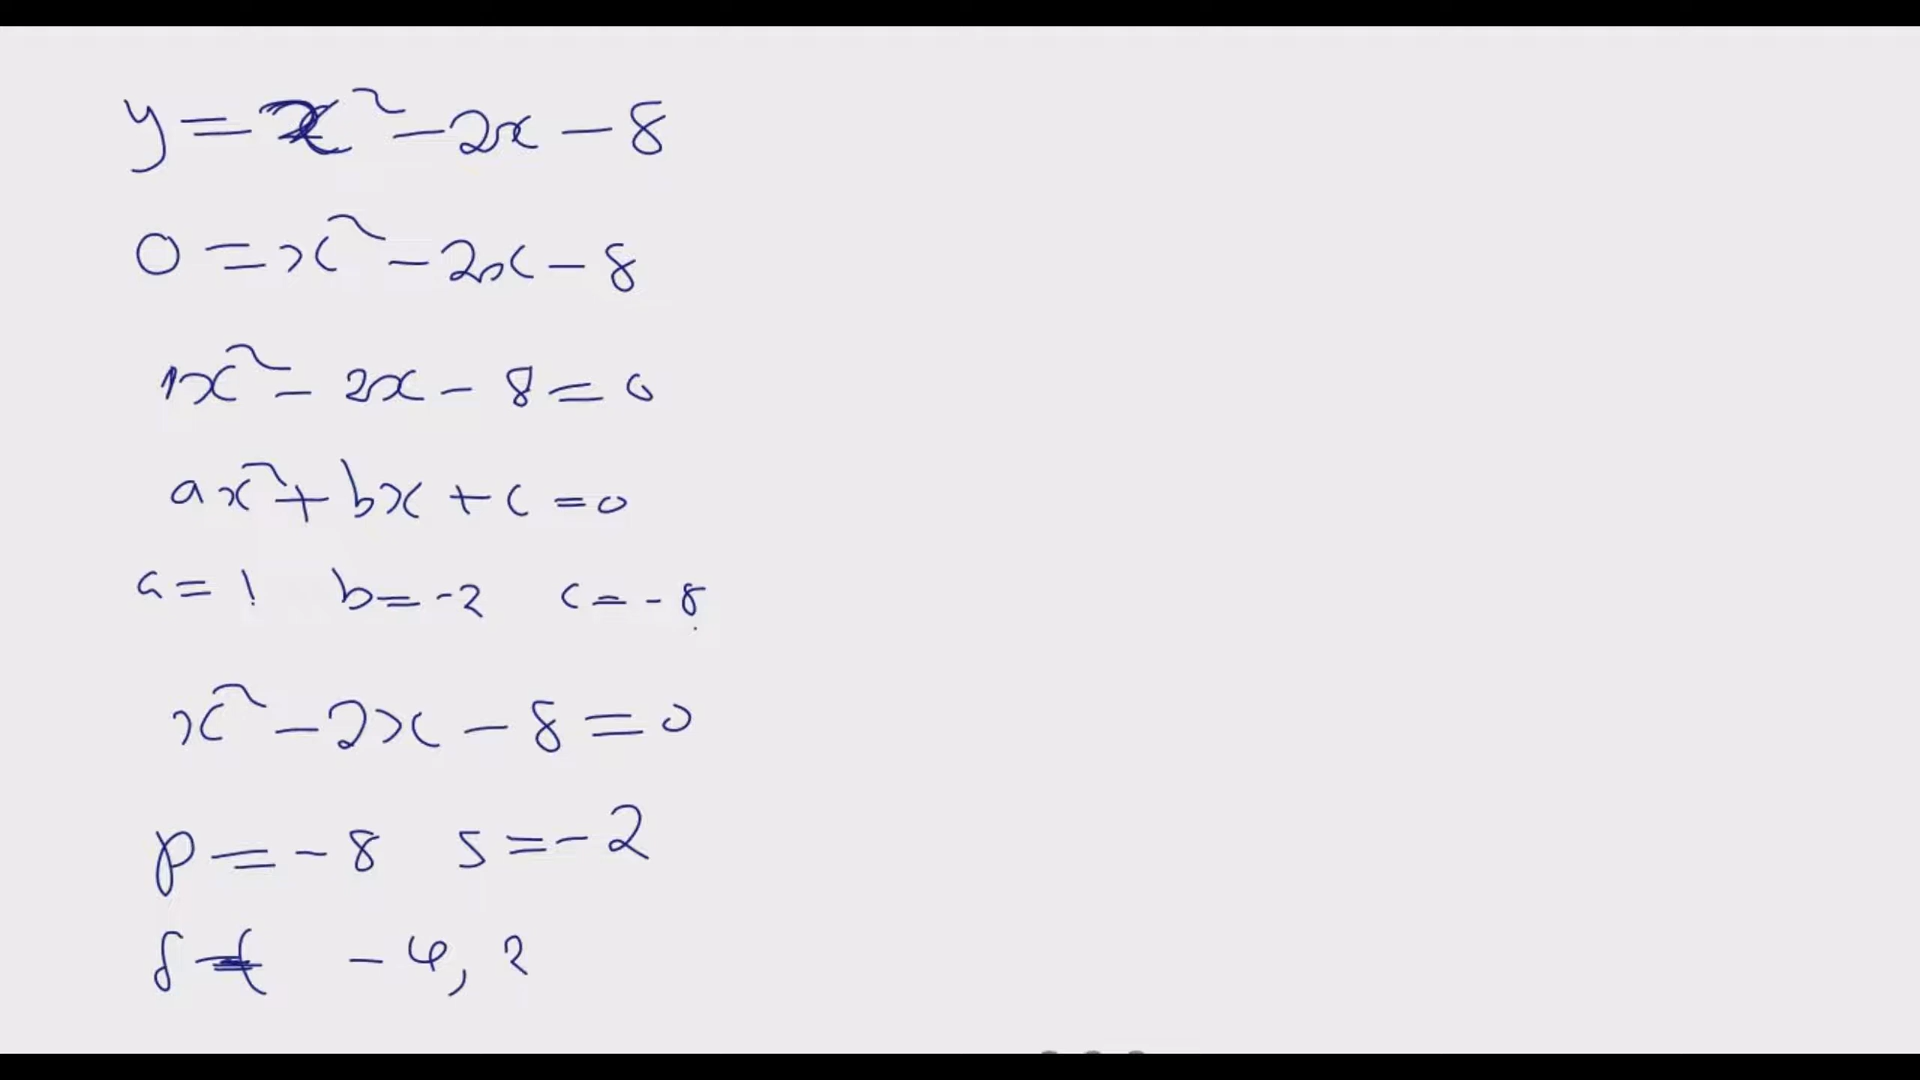 y = x² - 2x - 8
0 = x² - 2x - 8
1x² - 2x - 8 = 0
ax² + bx + c = 0
a = 1 b = -2 c = -8
x² - 2x - 8 = 0
p = -8 s = -2
f - 4, 2